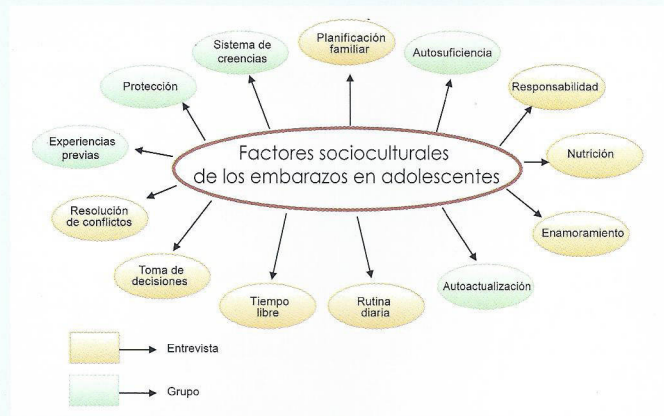 Planificación
familiar
Sistema de
creencias
Autosuficiencia
Protección
Responsabilidad
Experiencias
previas
Factores socioculturales
de los embarazos en adolescentes
Nutrición
Resolución
de conflictos
Enamoramiento
Toma de
decisiones
Tiempo
libre
Rutina
diaria
Autoactualización
Entrevista
Grupo